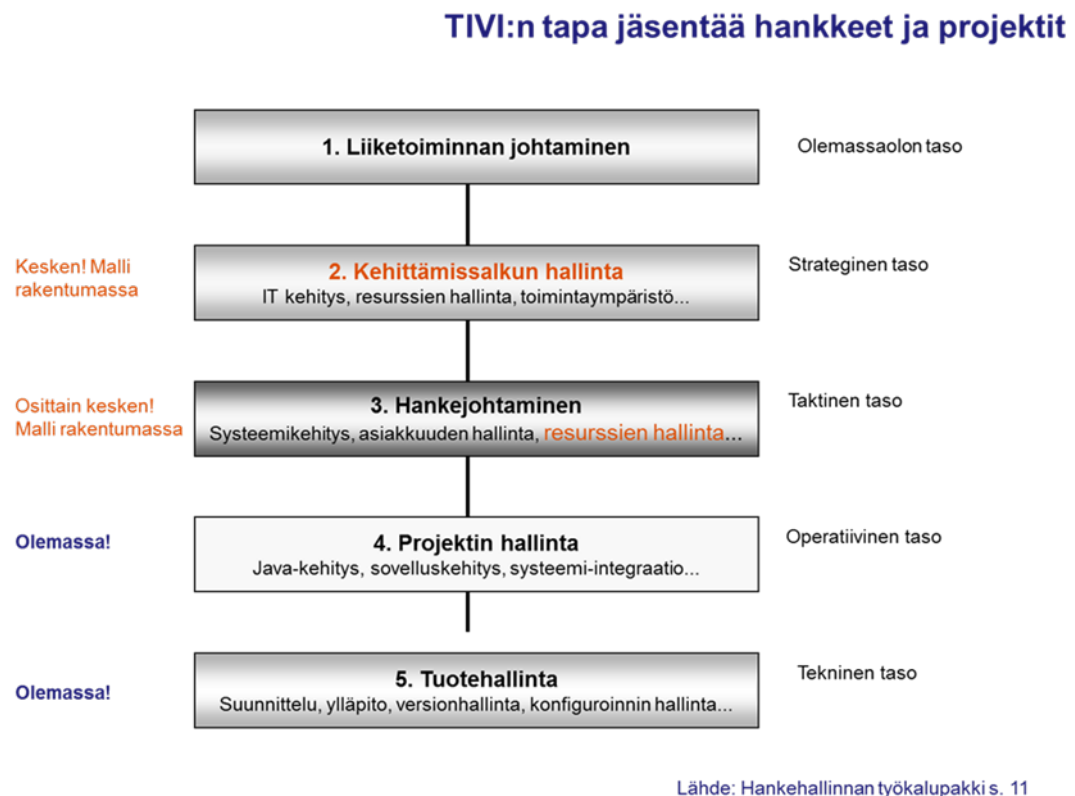 TIVI:n tapa jäsentää hankkeet ja projektit
1. Liiketoiminnan johtaminen
Olemassaolon taso
Kesken! Malli
rakentumassa
2. Kehittämissalkun hallinta
IT kehitys, resurssien hallinta, toimintaympäristö...
Strateginen taso
Osittain kesken!
Malli rakentumassa
3. Hankejohtaminen
Systeemikehitys, asiakkuuden hallinta, resurssien hallinta...
Taktinen taso
Olemassa!
4. Projektin hallinta
Java-kehitys, sovelluskehitys, systeemi-integraatio...
Operatiivinen taso
Olemassa!
5. Tuotehallinta
Suunnittelu, ylläpito, versionhallinta, konfiguroinnin hallinta...
Tekninen taso
Lähde: Hankehallinnan työkalupakki s. 11